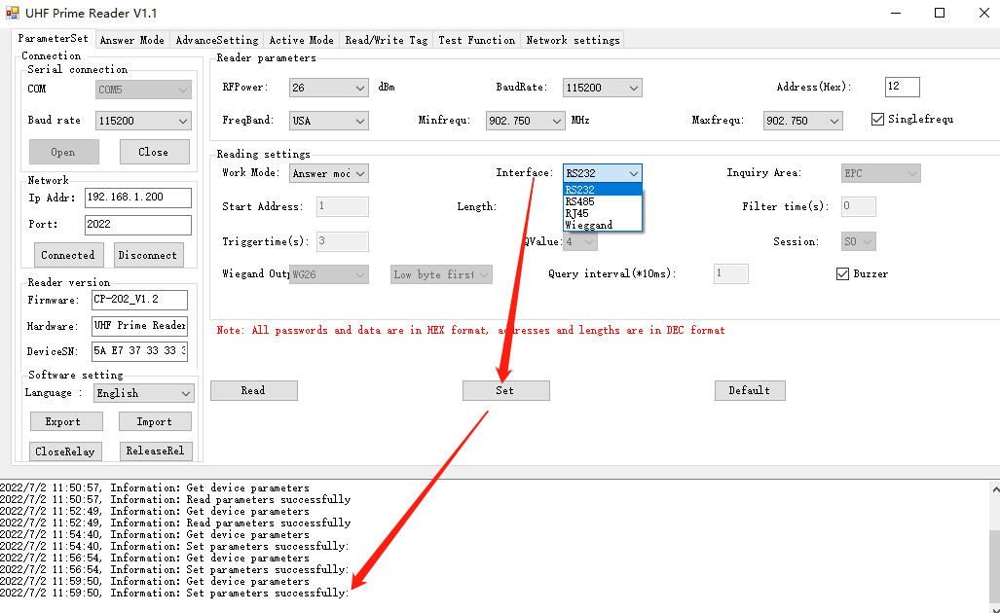 UHF Prime Reader V1.1
ParameterSet Answer Mode AdvanceSetting Active Mode Read/Write Tag Test Function Network settings
Connection
Serial connection
COM COM5
Baud rate 115200
Open Close
Network
Ip Addr: 192.168.1.200
Port: 2022
Connected Disconnect
Reader version
Firmware: CP-202_V1.2
Hardware: UHF Prime Reader
DeviceSN: 5A E7 37 33 33
Software setting
Language : English
Export Import
CloseRelay ReleaseRel
Reader parameters
RFPower: 26 dBm BaudRate: 115200 Address(Hex): 12
FreqBand: USA Minfrequ: 902.750 MHz Maxfrequ: 902.750 Singlefrequ
Reading settings
Work Mode: Answer mod Interface: RS232 Inquiry Area: EPC
RS232
RS485
RJ45
Wieggand
Start Address: 1 Length: Filter time(s): 0
Triggertime(s): 3 QValue: 4 Session: S0
Wiegand Outp WG26 Low byte first Query interval(*10ms): 1 Buzzer
Note: All passwords and data are in HEX format, addresses and lengths are in DEC format
Read Set Default
2022/7/2 11:50:57, Information: Get device parameters
2022/7/2 11:50:57, Information: Read parameters successfully
2022/7/2 11:52:49, Information: Get device parameters
2022/7/2 11:52:49, Information: Read parameters successfully
2022/7/2 11:54:40, Information: Get device parameters
2022/7/2 11:54:40, Information: Set parameters successfully:
2022/7/2 11:56:54, Information: Get device parameters
2022/7/2 11:56:54, Information: Set parameters successfully:
2022/7/2 11:59:50, Information: Get device parameters
2022/7/2 11:59:50, Information: Set parameters successfully: